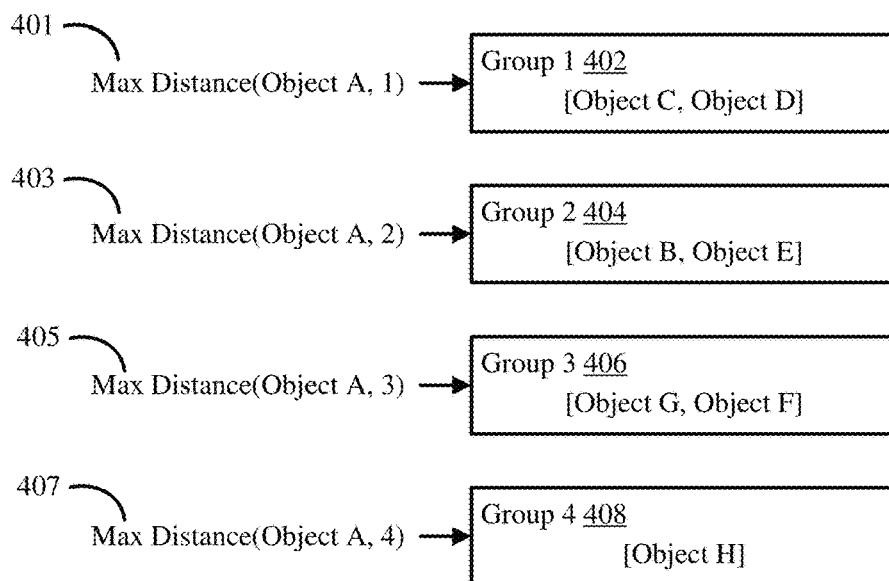 401
Max Distance(Object A, 1)
Group 1 402
[Object C, Object D]
403
Max Distance(Object A, 2)
Group 2 404
[Object B, Object E]
405
Max Distance(Object A, 3)
Group 3 406
[Object G, Object F]
407
Max Distance(Object A, 4)
Group 4 408
[Object H]